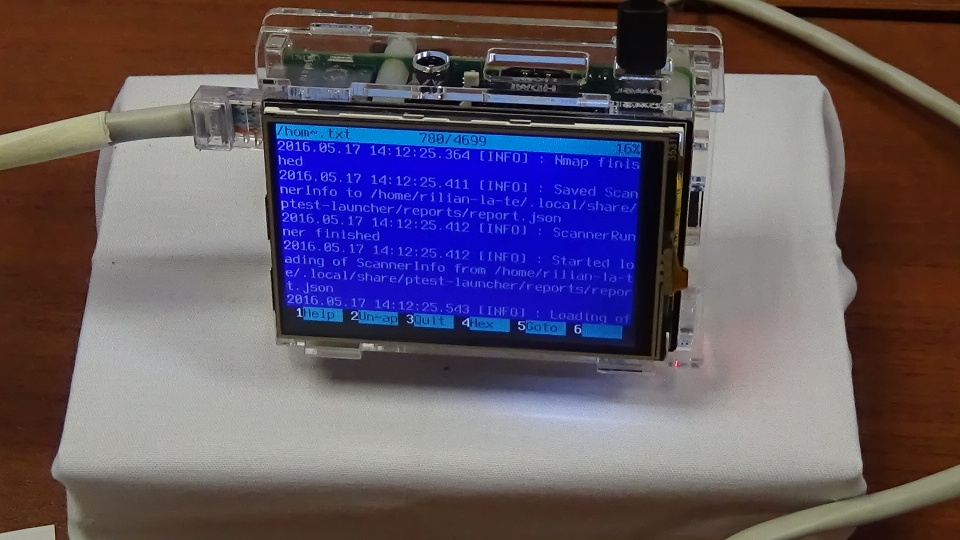 /hom~.txt 780/4699 16%
2016.05.17 14:12:25.364 [INFO] : Nmap finis
hed
2016.05.17 14:12:25.411 [INFO] : Saved Scan
nerInfo to /home/rilian-la-te/.local/share/
ptest-launcher/reports/report.json
2016.05.17 14:12:25.412 [INFO] : ScannerRun
ner finished
2016.05.17 14:12:25.412 [INFO] : Started lo
ading of ScannerInfo from /home/rilian-la-t
e/.local/share/ptest-launcher/reports/repor
t.json
2016.05.17 14:12:25.543 [INFO] : Loading of
1Help 2Un~ap 3Quit 4Hex 5Goto 6